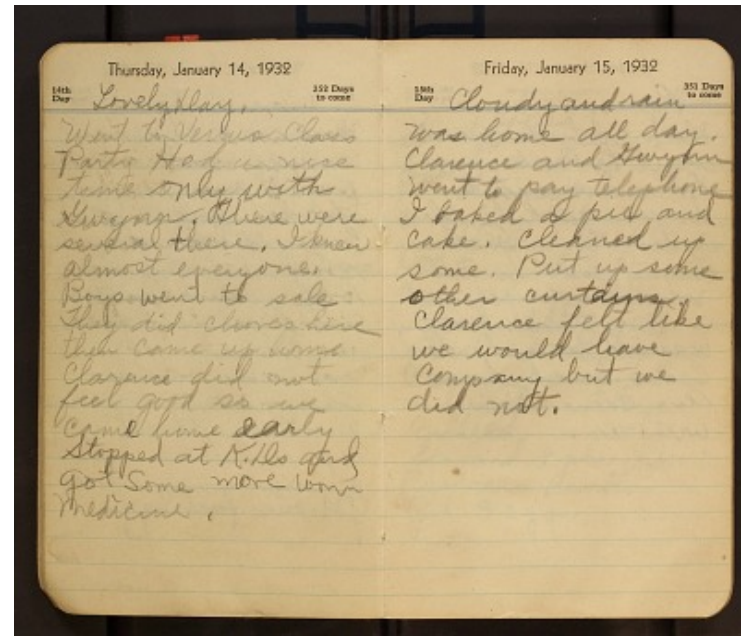 Thursday, January 14, 1932
14th Day
352 Days to come
Lovely Day.
Went to Class
Party Had a nice
time only with
Gwynn. There were
several there. I knew
almost everyone.
Boys went to sale
They did chores here
then came up home
Clarence did not
feel good so we
came home early
Stopped at and
got some more worm
medicine.
Friday, January 15, 1932
15th Day
351 Days to come
Cloudy and rain
was home all day.
Clarence and Gwynn
went to pay telephone
I baked a pie and
cake. Cleaned up
some. Put up some
other curtains.
Clarence felt like
we would have
company but we
did not.